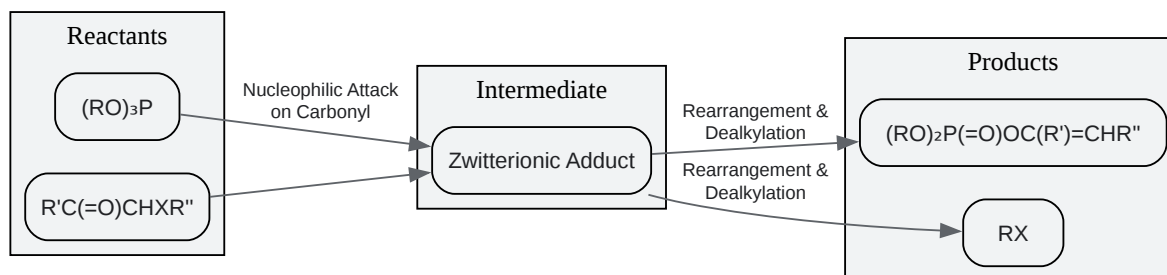 Reactants
(RO)₃P
R'C(=O)CHXR"
Nucleophilic Attack
on Carbonyl
Intermediate
Zwitterionic Adduct
Rearrangement &
Dealkylation
Rearrangement &
Dealkylation
Products
(RO)₂P(=O)OC(R')=CHR"
RX